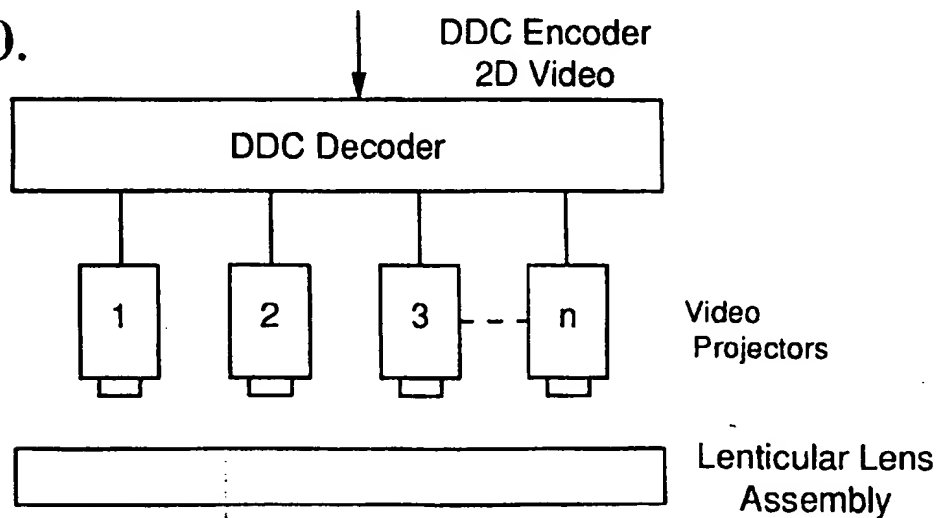 ).
DDC Encoder
2D Video
DDC Decoder
1 2 3 n
Video
Projectors
Lenticular Lens
Assembly